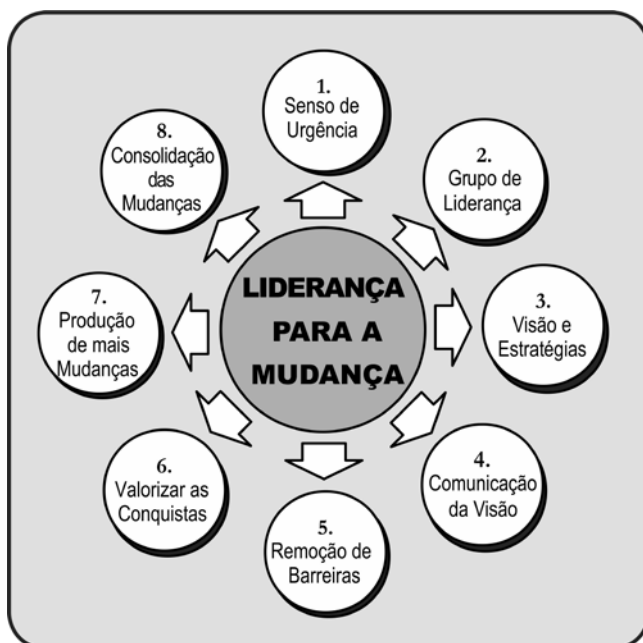 1.
Senso de
Urgência
2.
Grupo de
Liderança
3.
Visão e
Estratégias
4.
Comunicação
da Visão
5.
Remoção de
Barreiras
6.
Valorizar as
Conquistas
7.
Produção
de mais
Mudanças
8.
Consolidação
das
Mudanças
LIDERANÇA
PARA A
MUDANÇA